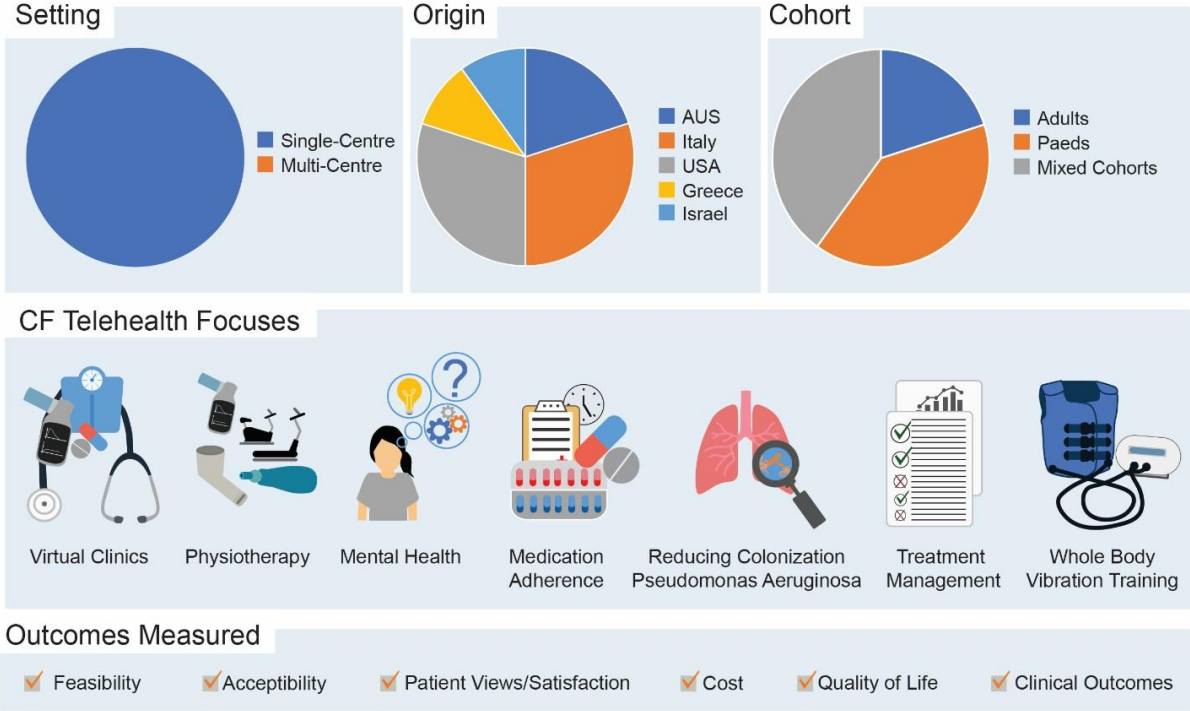 Setting
Origin
Cohort
Single-Centre
Multi-Centre
AUS
Italy
USA
Greece
Israel
Adults
Paeds
Mixed Cohorts
CF Telehealth Focuses
?
Virtual Clinics
Physiotherapy
Mental Health
Medication
Adherence
Reducing Colonization
Pseudomonas Aeruginosa
Treatment
Management
Whole Body
Vibration Training
Outcomes Measured
Feasibility
Acceptibility
Patient Views/Satisfaction
Cost
Quality of Life
Clinical Outcomes